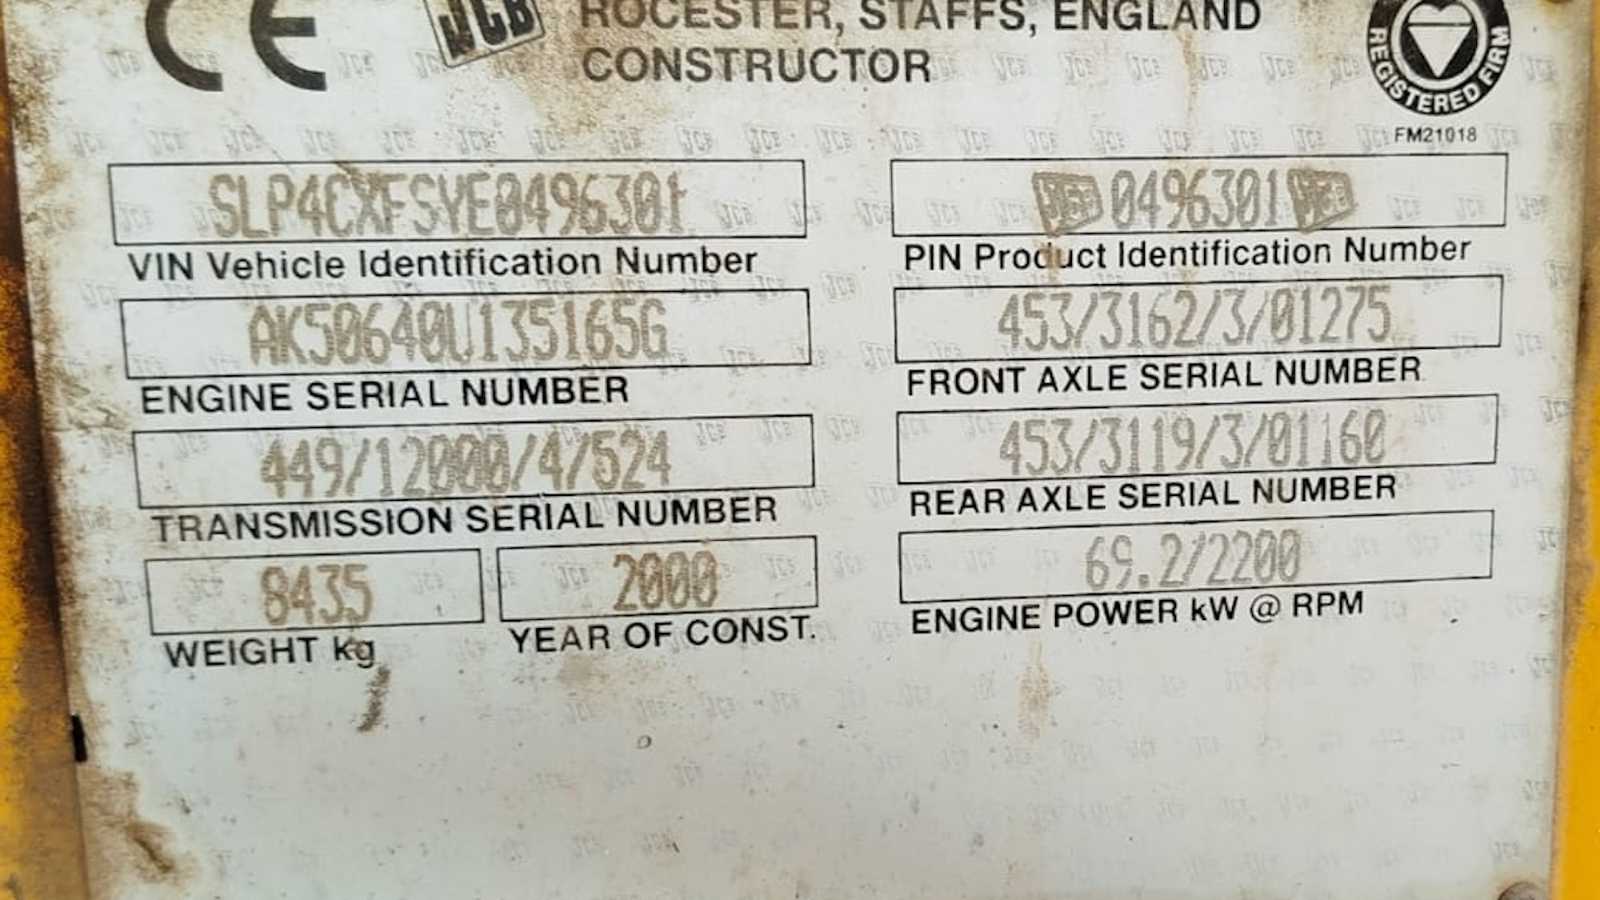 CE JCB ROCESTER, STAFFS, ENGLAND
CONSTRUCTOR
REGISTERED FIRM
FM21018
SLP4CXFSYE0496301
VIN Vehicle Identification Number
JCB 0496301 JCB
PIN Product Identification Number
AK50640U135165G
ENGINE SERIAL NUMBER
453/3162/3/01275
FRONT AXLE SERIAL NUMBER
449/12000/4/524
TRANSMISSION SERIAL NUMBER
453/3119/3/01160
REAR AXLE SERIAL NUMBER
8435
WEIGHT kg
2000
YEAR OF CONST.
69.2/2200
ENGINE POWER kW @ RPM